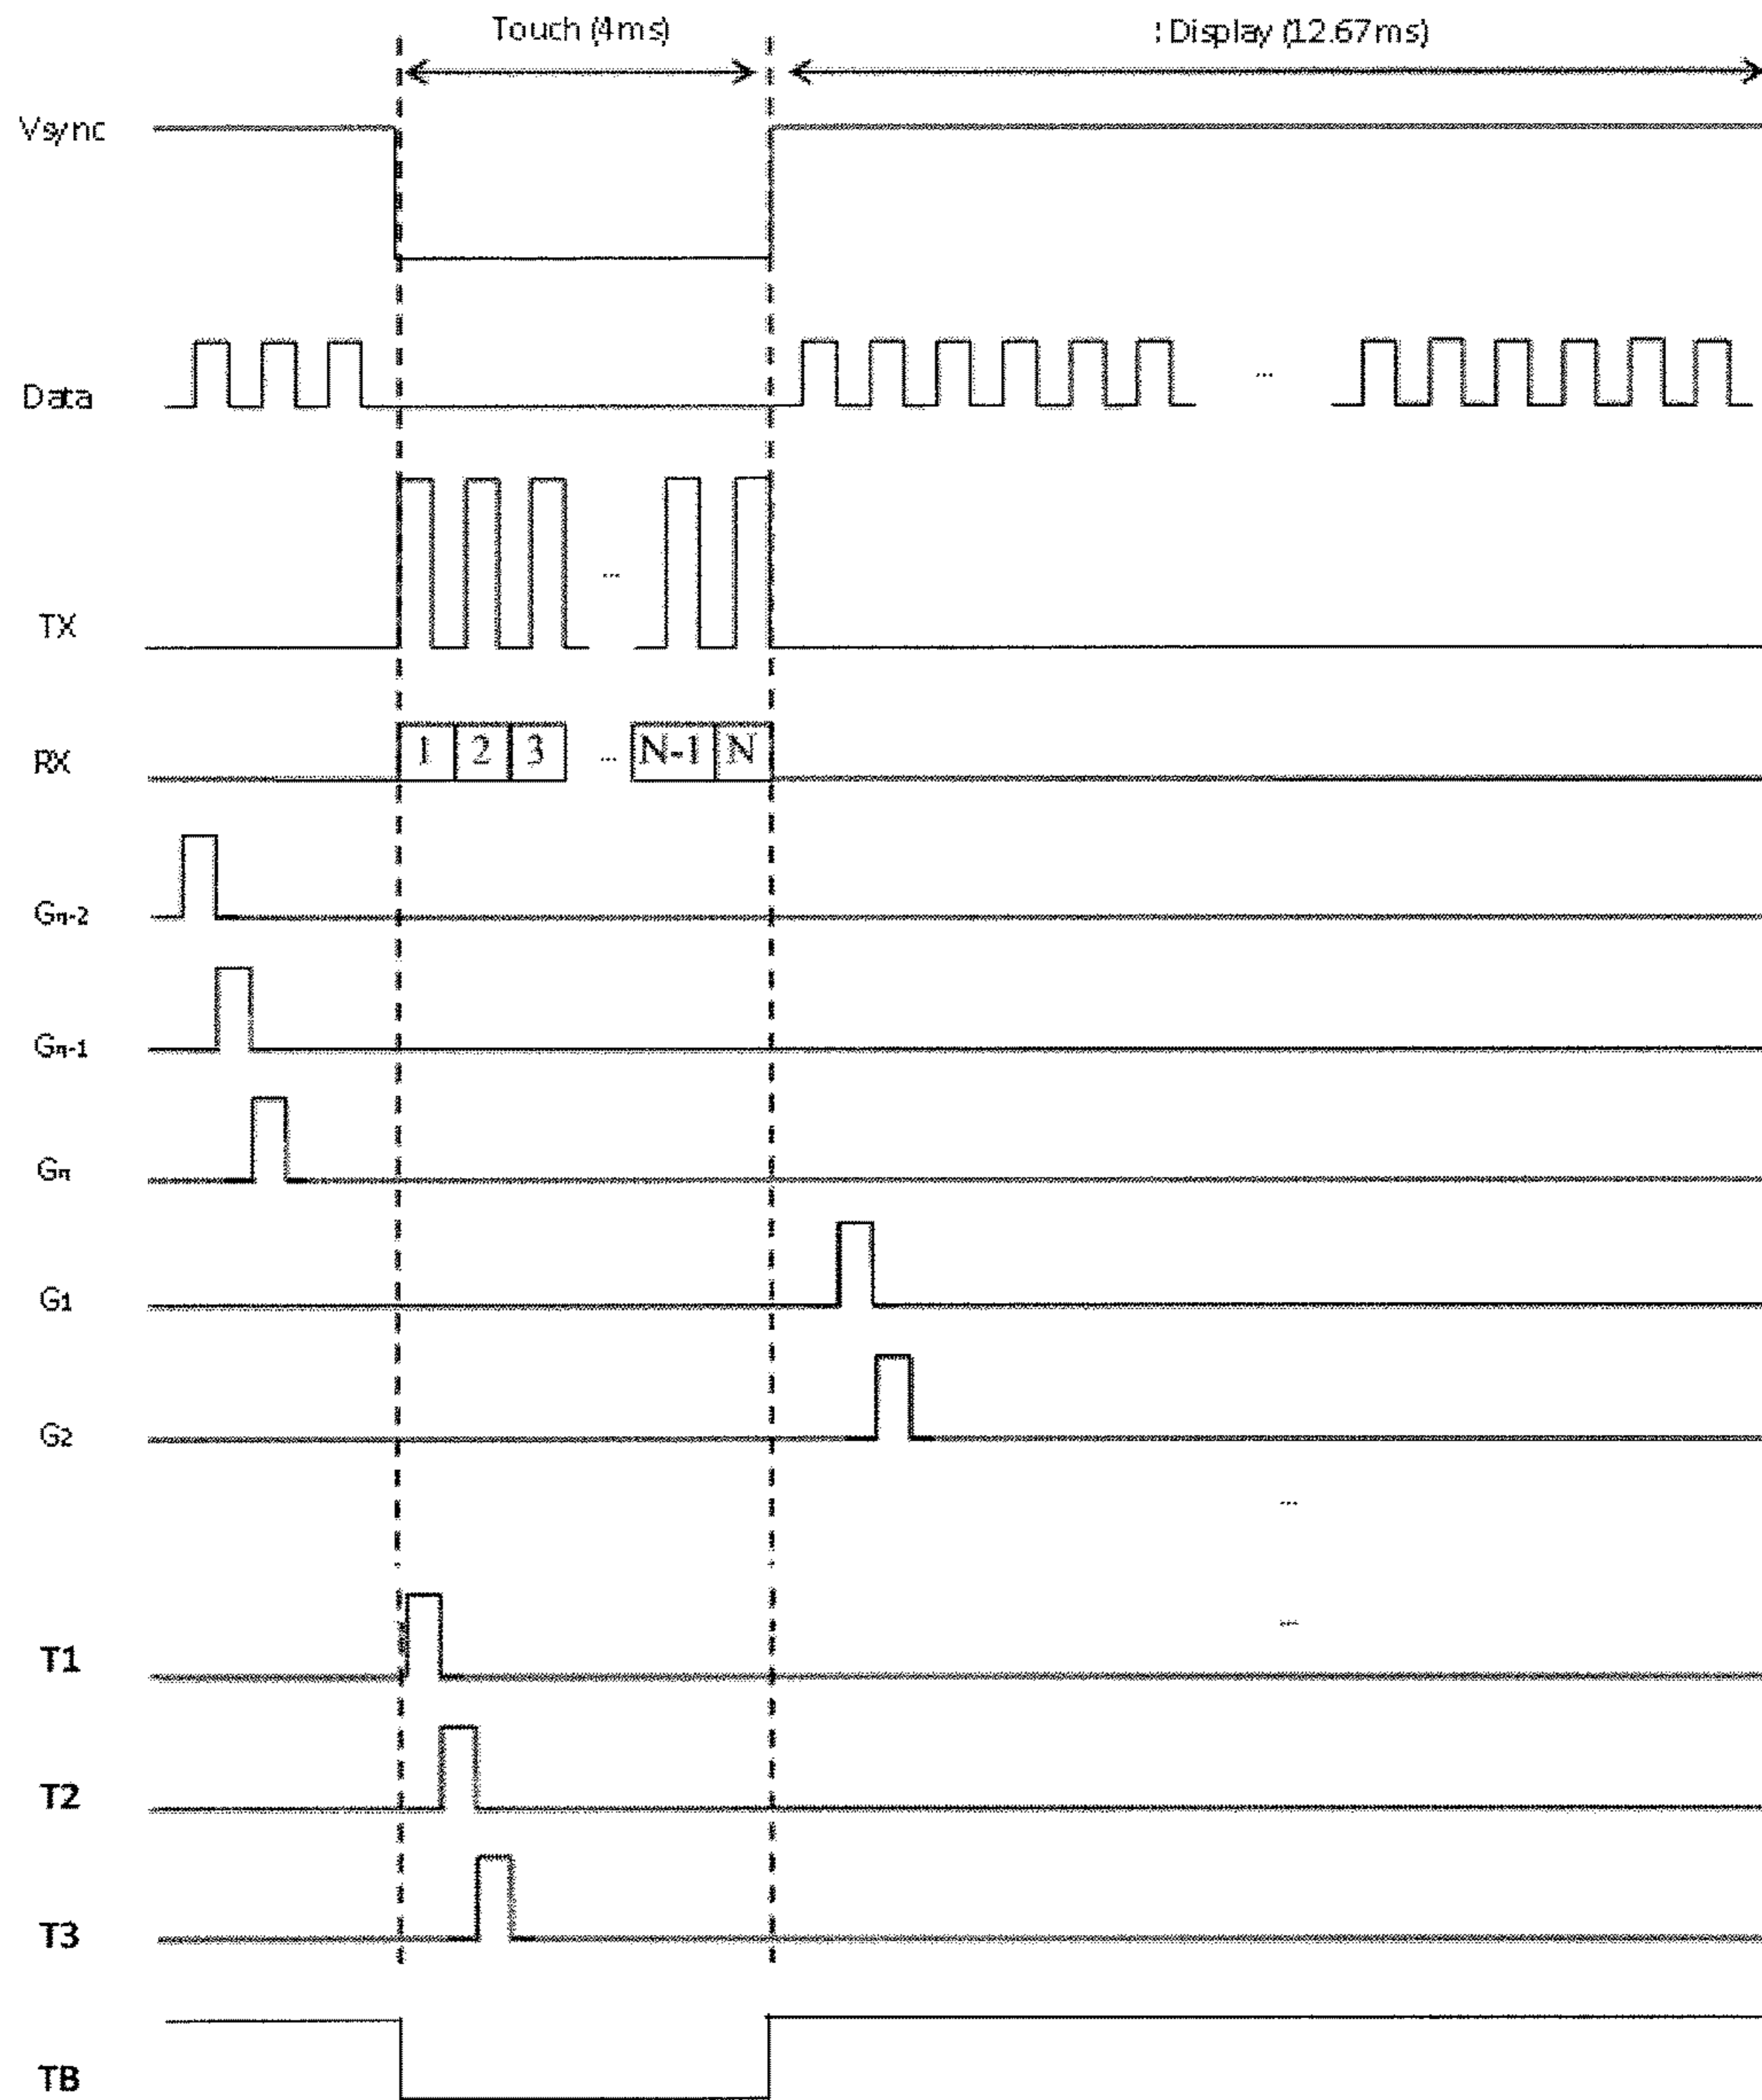 Touch (4ms)
: Display (12.67ms)
Vsync
Data
...
TX
...
RX
1 2 3 ... N-1 N
Gn-2
Gn-1
Gn
G1
G2
...
T1
...
T2
T3
TB